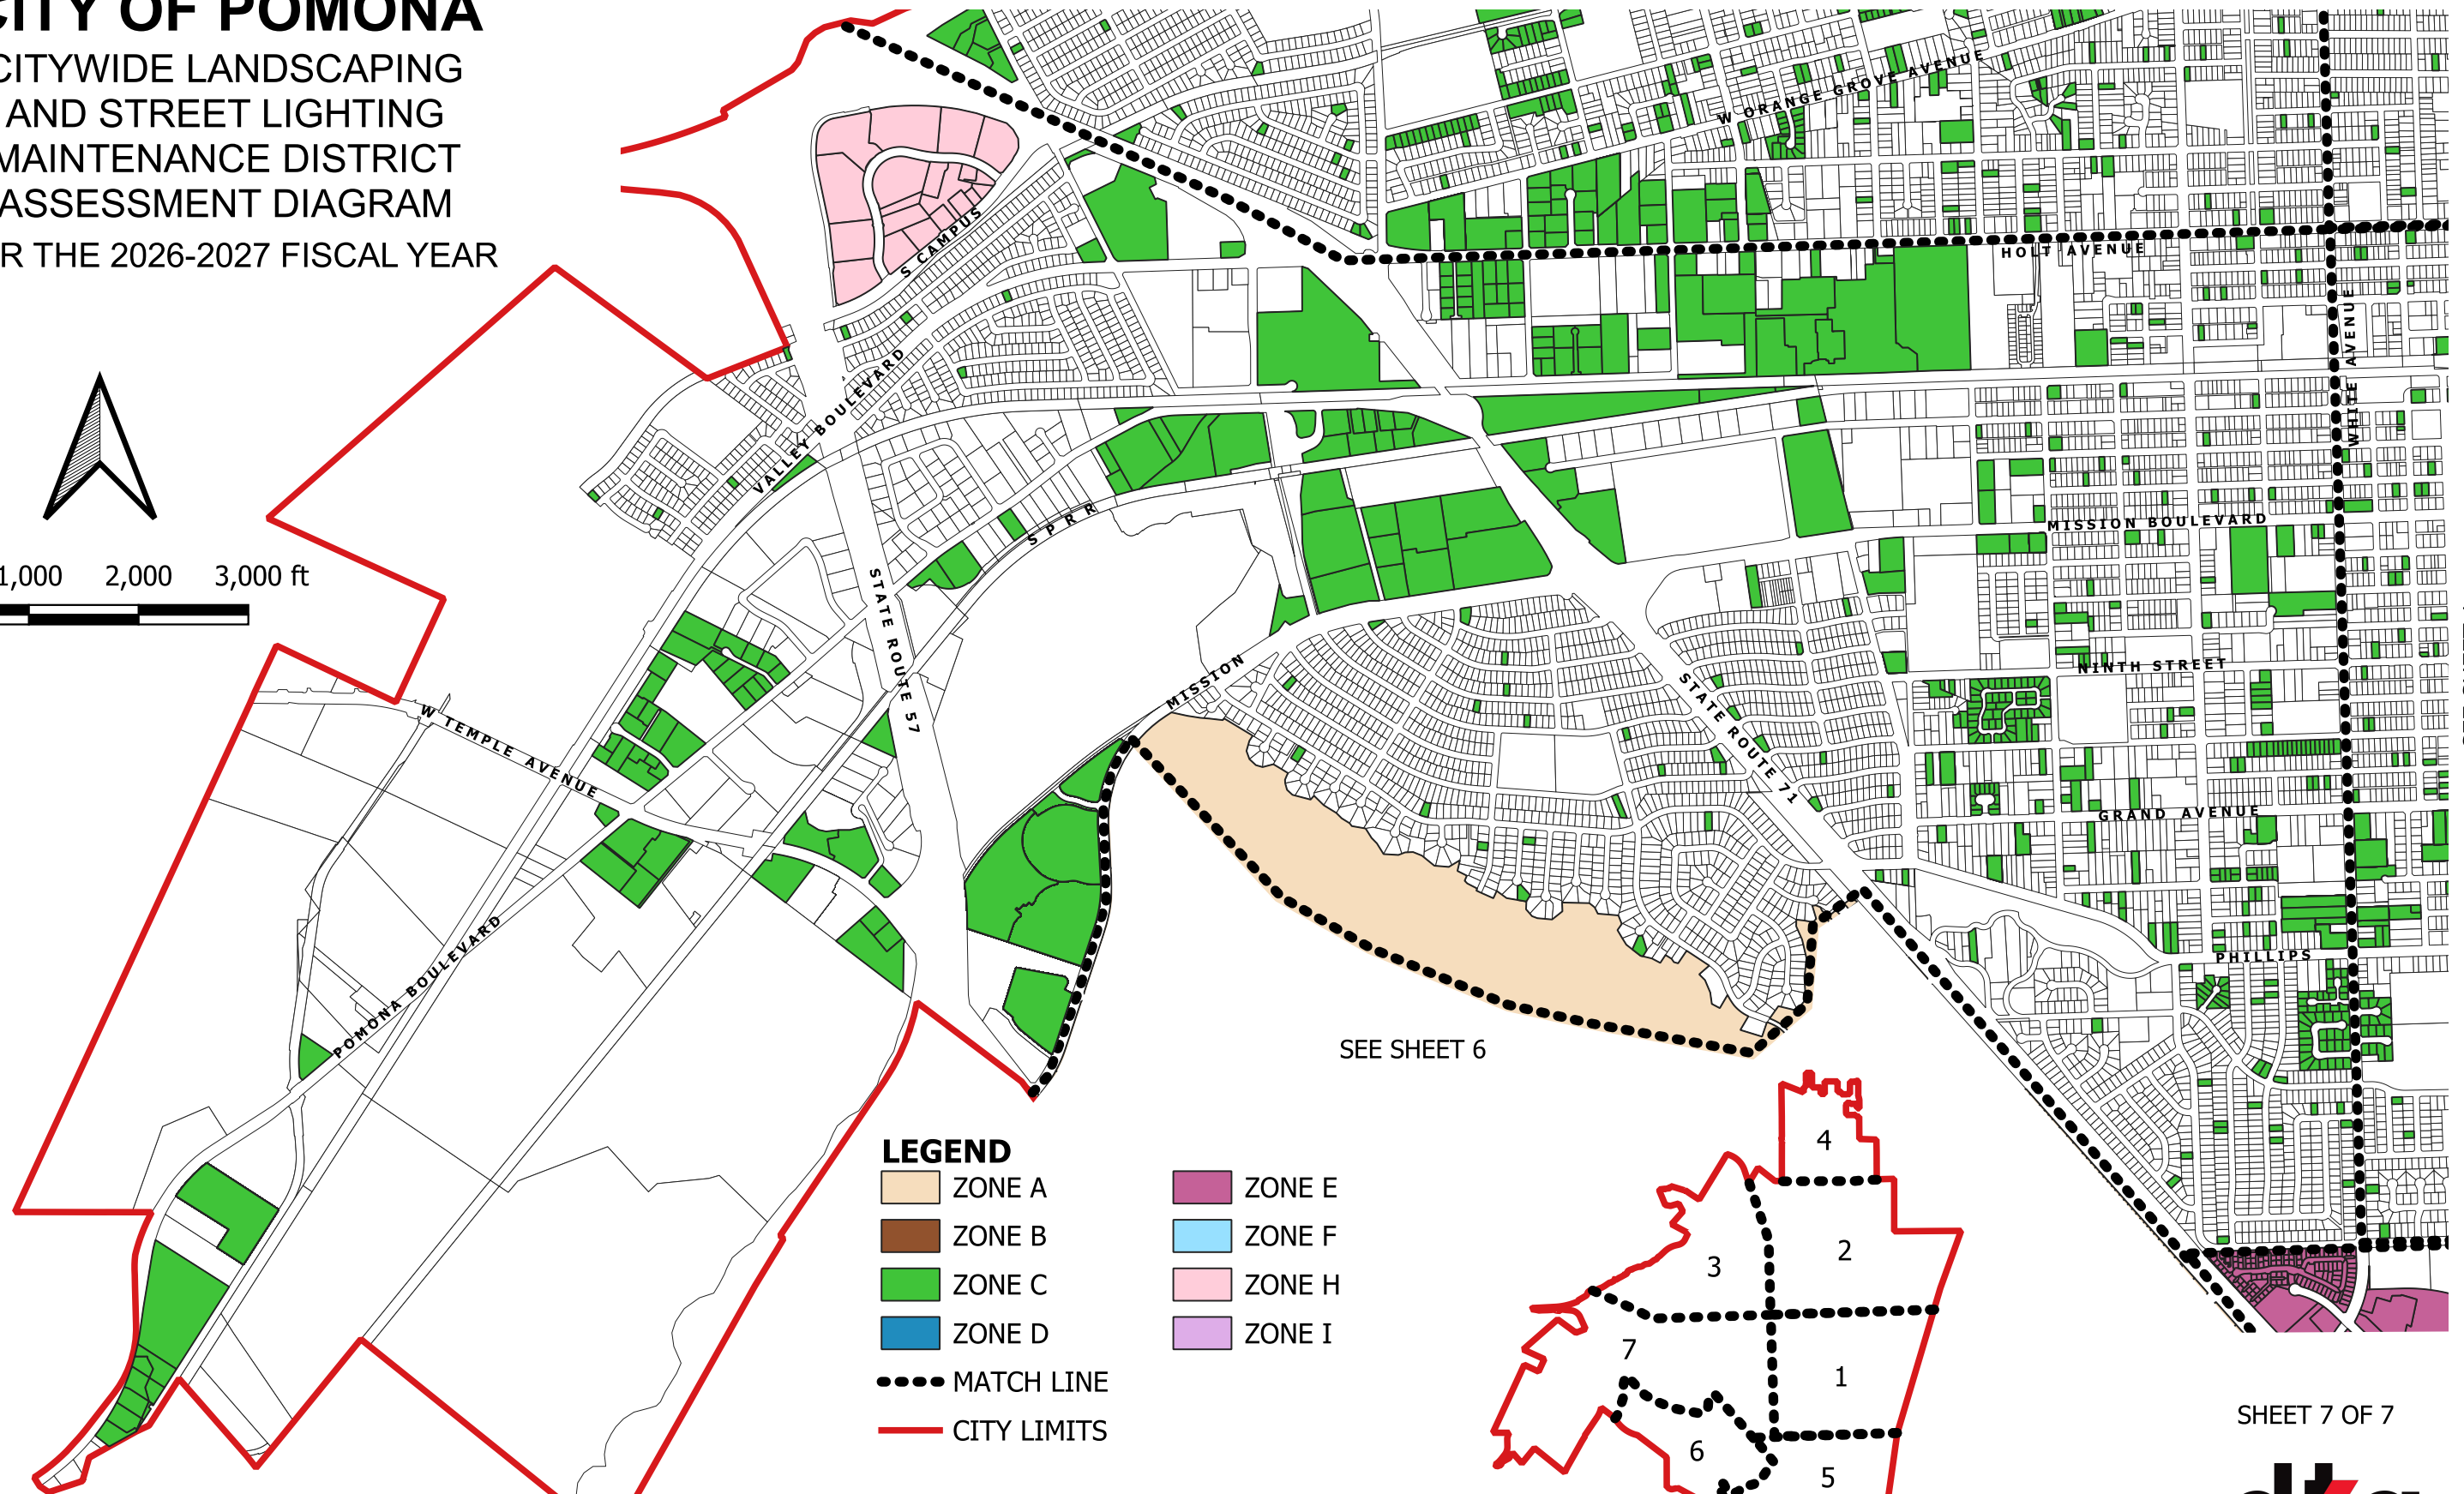 CITY OF POMONA
CITYWIDE LANDSCAPING
AND STREET LIGHTING
MAINTENANCE DISTRICT
ASSESSMENT DIAGRAM
R THE 2026-2027 FISCAL YEAR
1,000 2,000 3,000 ft
W ORANGE GROVE AVENUE
S CAMPUS
HOLT AVENUE
WHITE AVENUE
VALLEY BOULEVARD
S P R R
MISSION BOULEVARD
STATE ROUTE 57
MISSION
NINTH STREET
STATE ROUTE 71
W TEMPLE AVENUE
GRAND AVENUE
POMONA BOULEVARD
PHILLIPS
SEE SHEET 6
LEGEND
ZONE A
ZONE B
ZONE C
ZONE D
MATCH LINE
CITY LIMITS
ZONE E
ZONE F
ZONE H
ZONE I
4
3
2
7
1
6
5
SHEET 7 OF 7